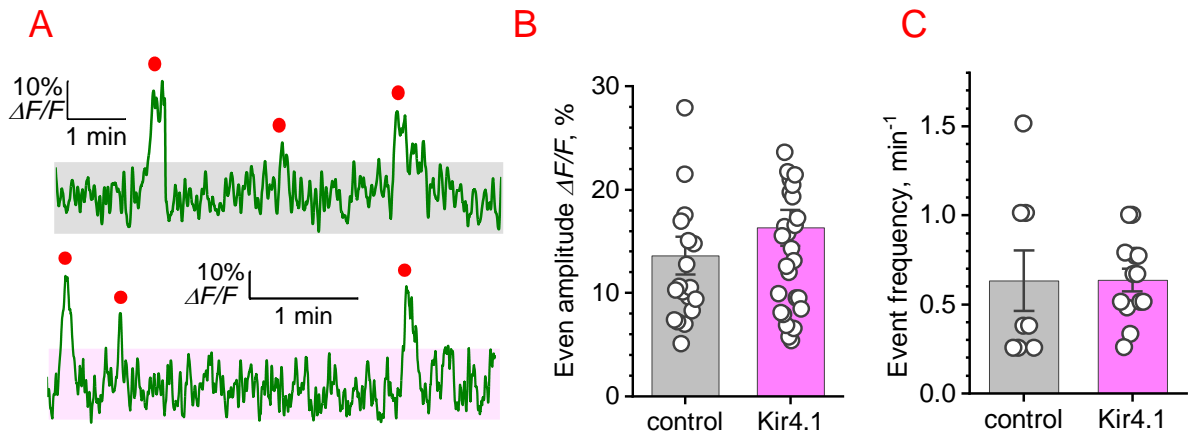 A
10%
ΔF/F
1 min
10%
ΔF/F
1 min
B
Even amplitude ΔF/F, %
30
20
10
0
control
Kir4.1
C
Event frequency, min⁻¹
1.5
1.0
0.5
0.0
control
Kir4.1